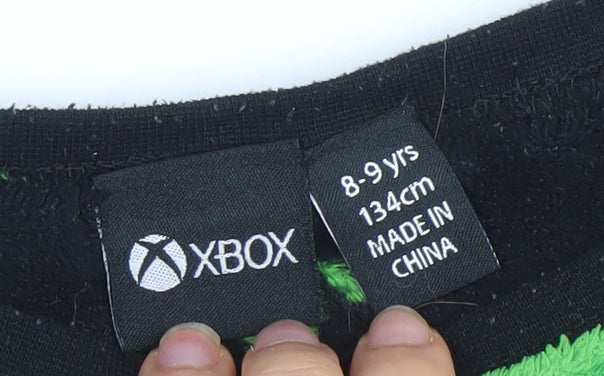 XBOX
8-9 yrs
134cm
MADE IN
CHINA